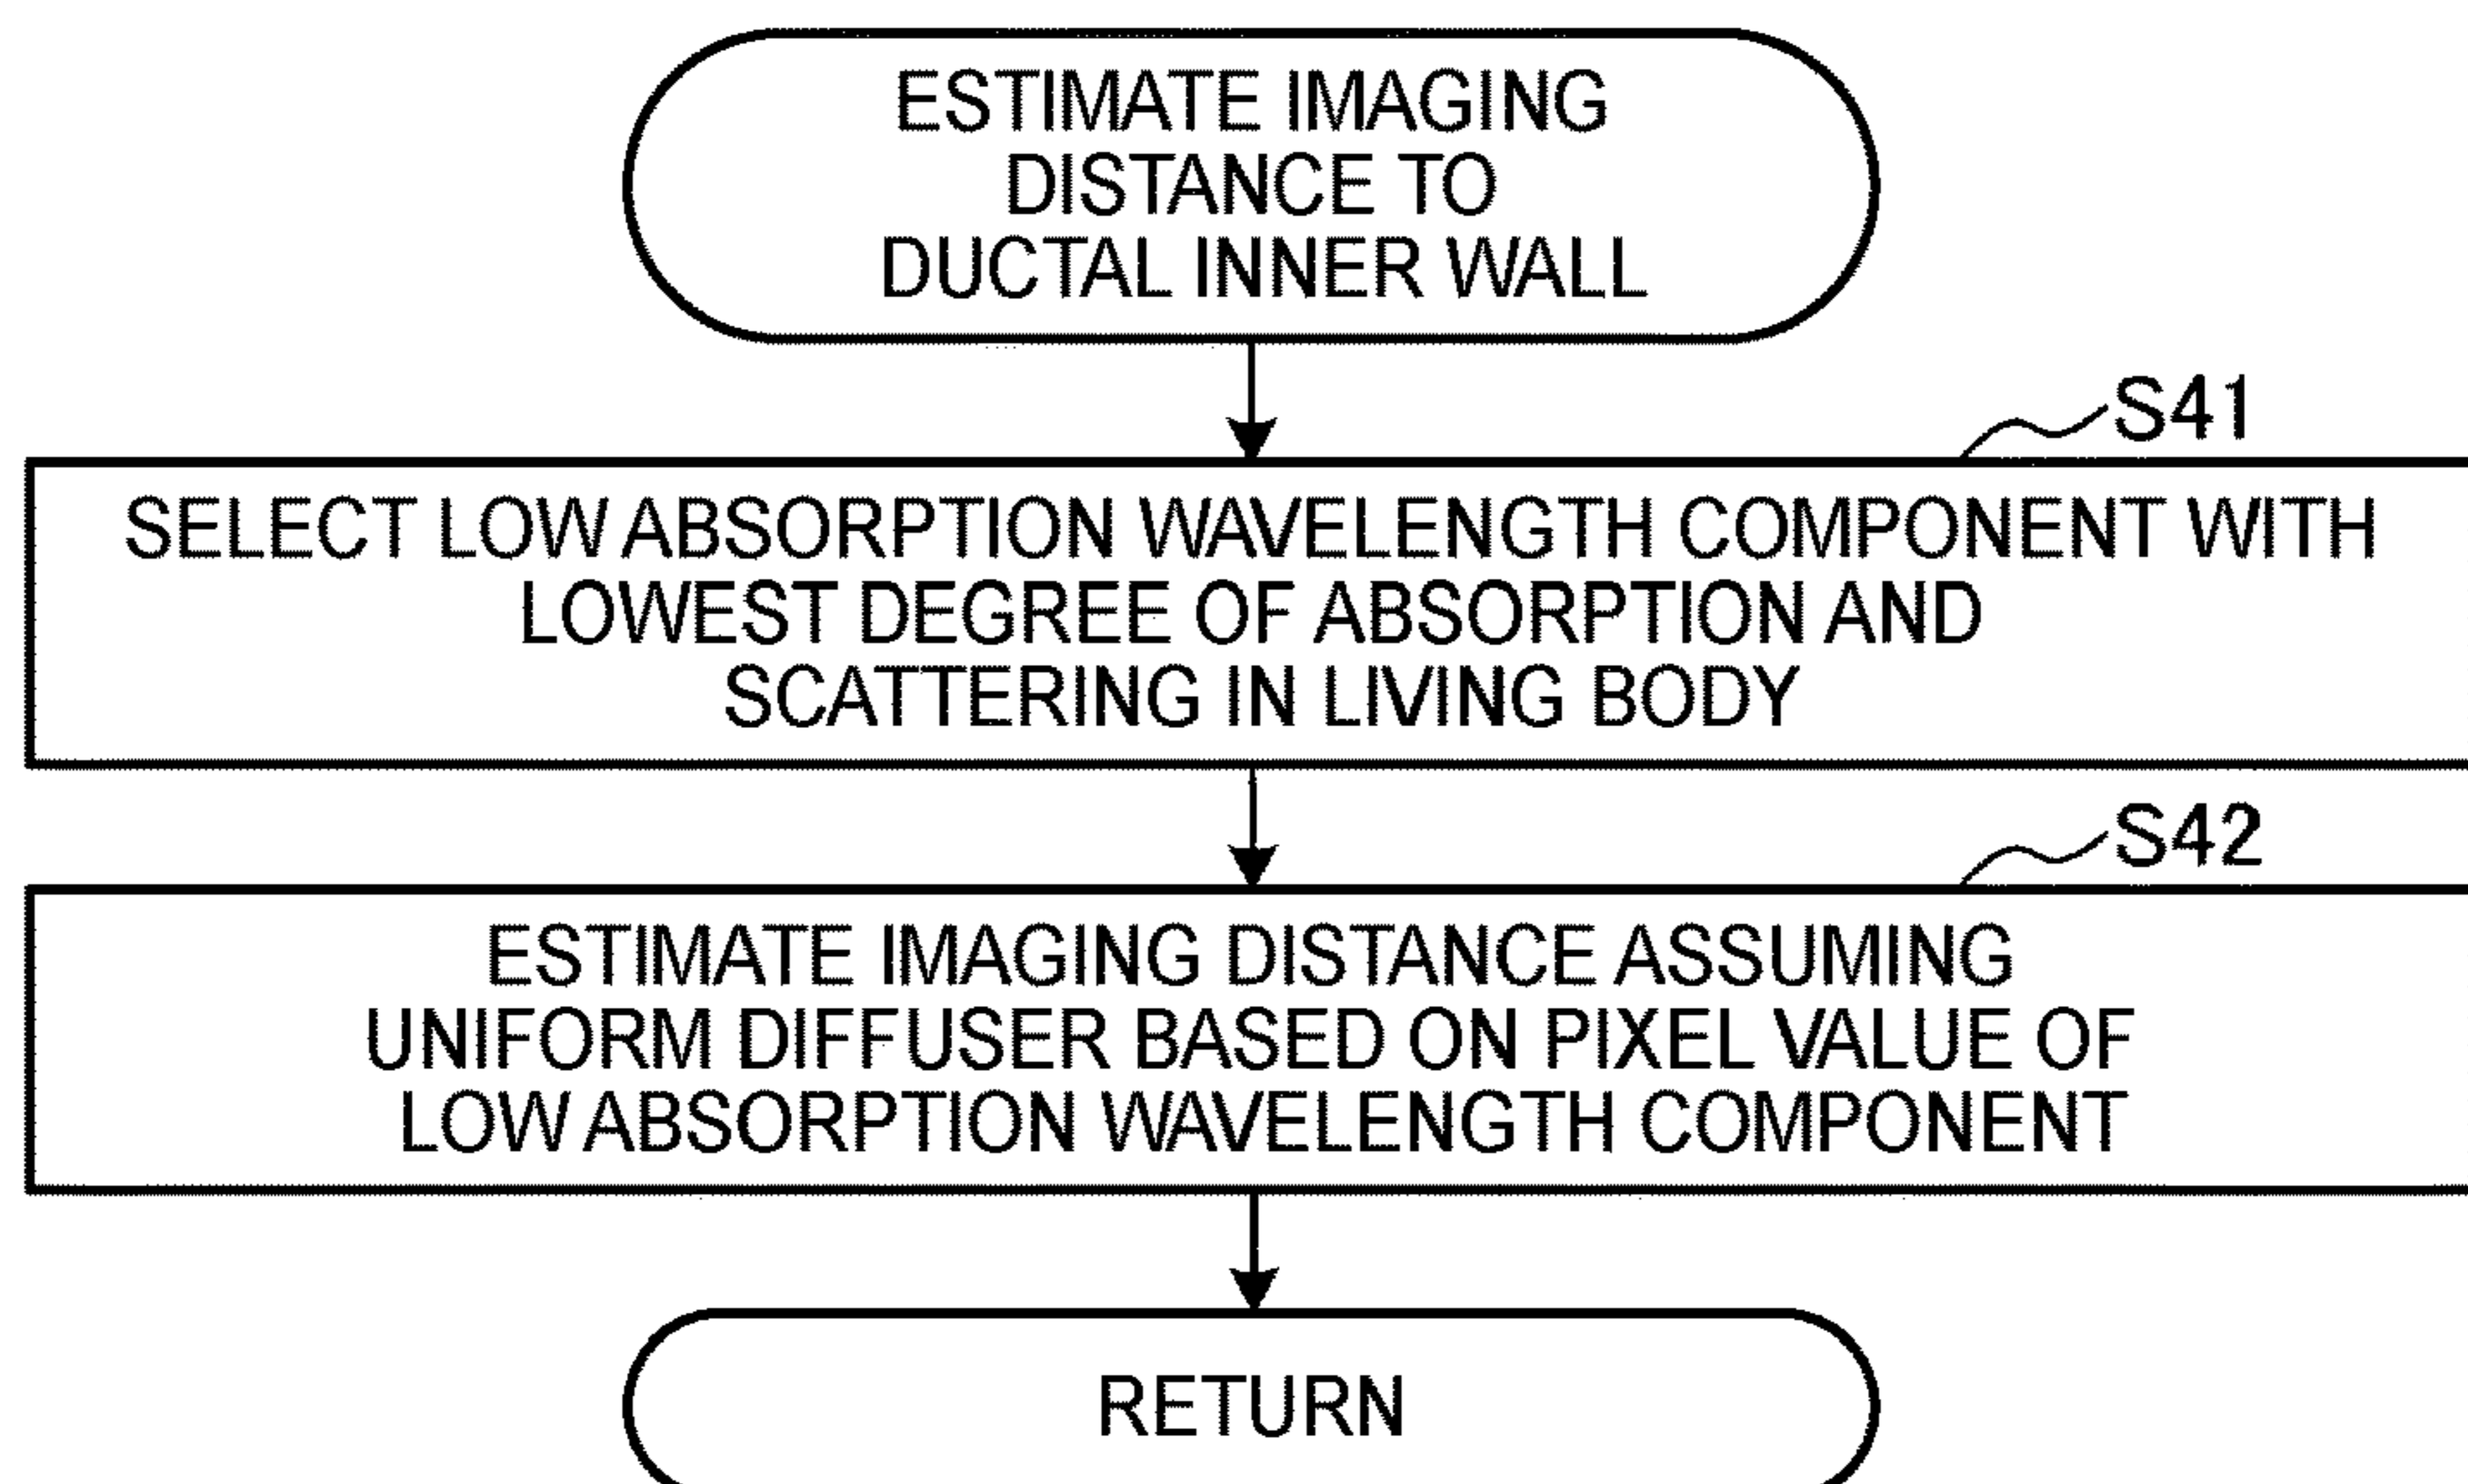 ESTIMATE IMAGING
DISTANCE TO
DUCTAL INNER WALL
S41
SELECT LOW ABSORPTION WAVELENGTH COMPONENT WITH
LOWEST DEGREE OF ABSORPTION AND
SCATTERING IN LIVING BODY
S42
ESTIMATE IMAGING DISTANCE ASSUMING
UNIFORM DIFFUSER BASED ON PIXEL VALUE OF
LOW ABSORPTION WAVELENGTH COMPONENT
RETURN